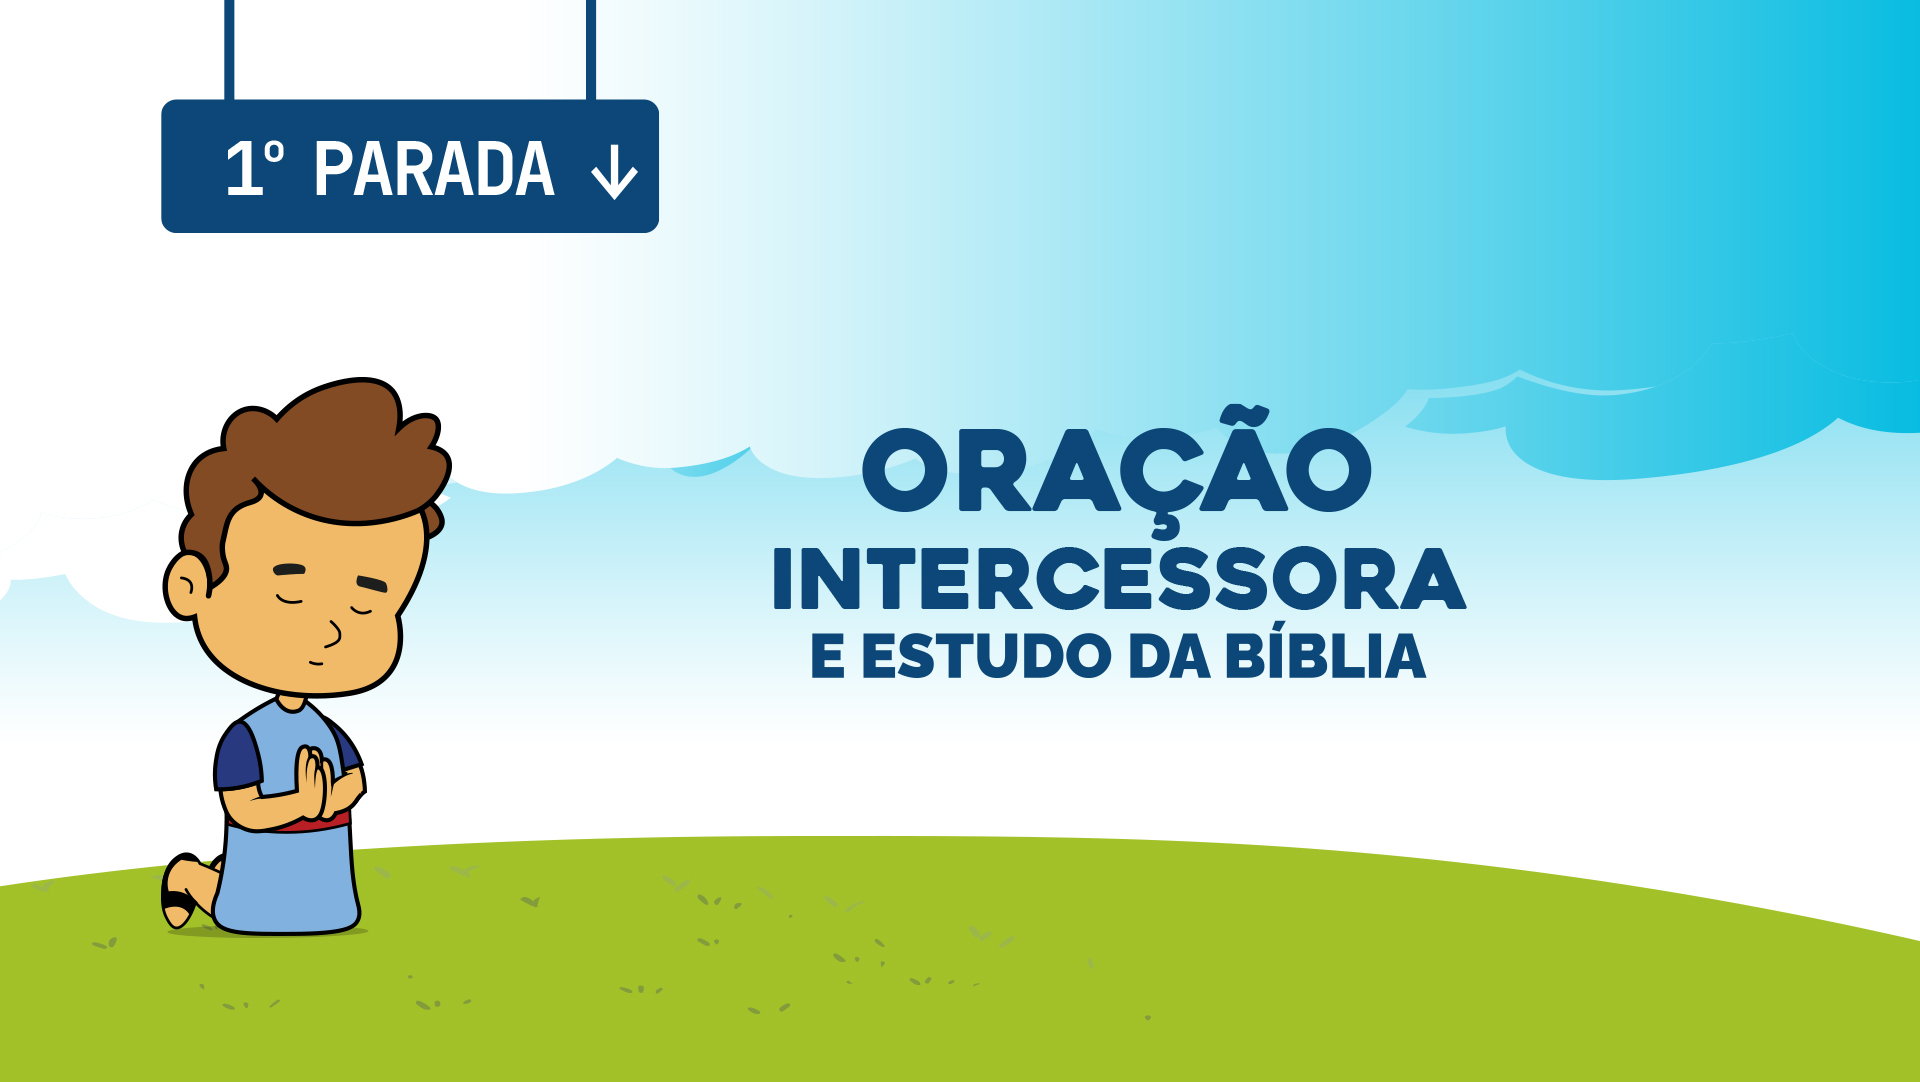 1º PARADA ↓
ORAÇÃO
INTERCESSORA
E ESTUDO DA BÍBLIA